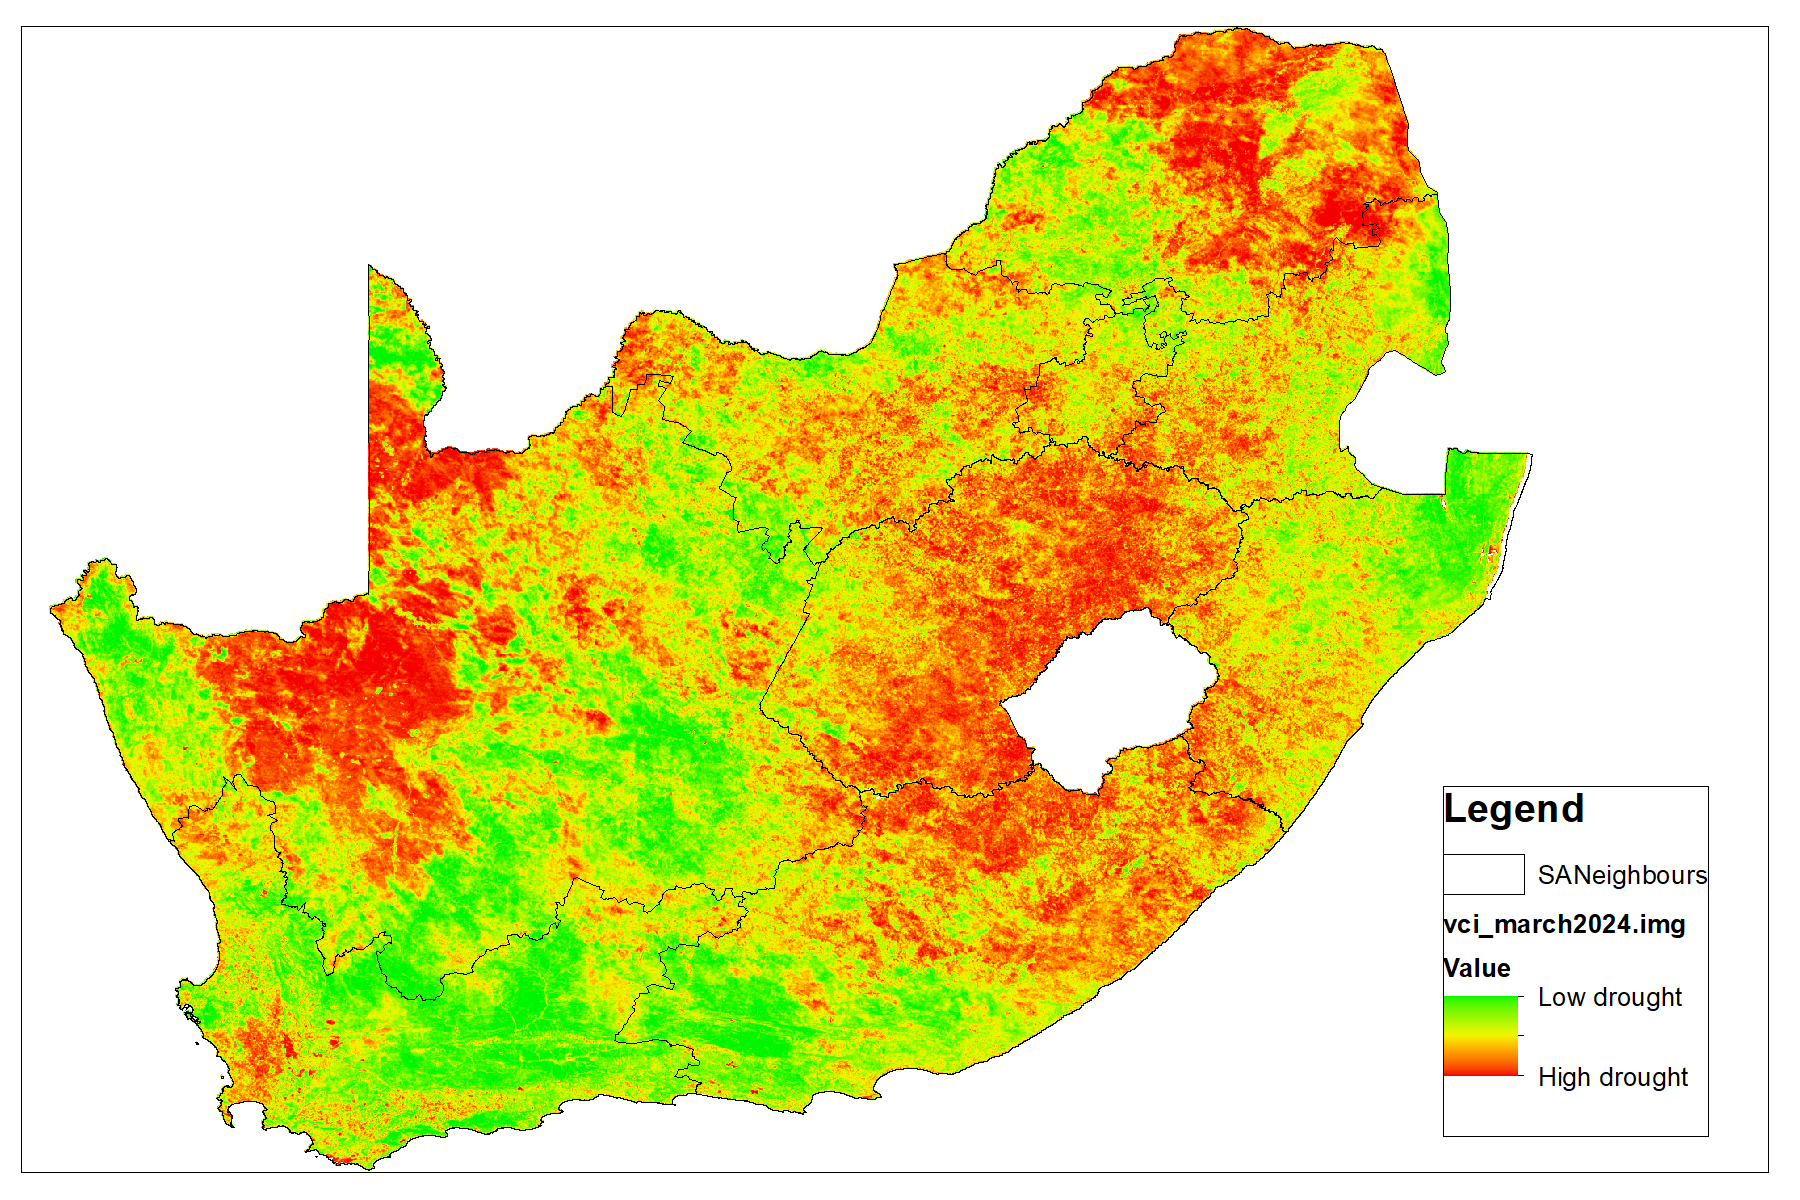 Legend
SANeighbours
vci_march2024.img
Value
Low drought
High drought